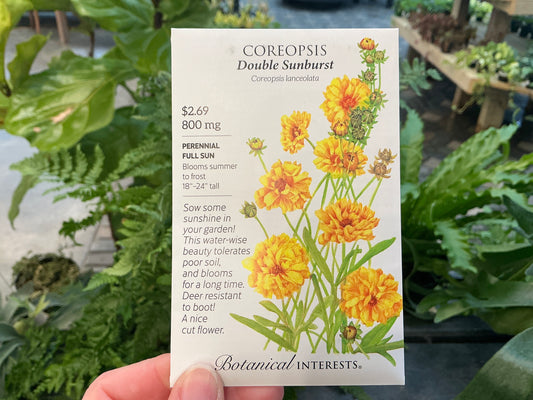 COREOPSIS
Double Sunburst
Coreopsis lanceolata
$2.69
800 mg
PERENNIAL
FULL SUN
Blooms summer
to frost
18"–24" tall
Sow some
sunshine in
your garden!
This water-wise
beauty tolerates
poor soil,
and blooms
for a long time.
Deer resistant
to boot!
A nice
cut flower.
Botanical INTERESTS®